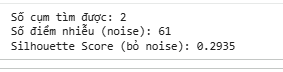 Số cụm tìm được: 2
Số điểm nhiễu (noise): 61
Silhouette Score (bỏ noise): 0.2935